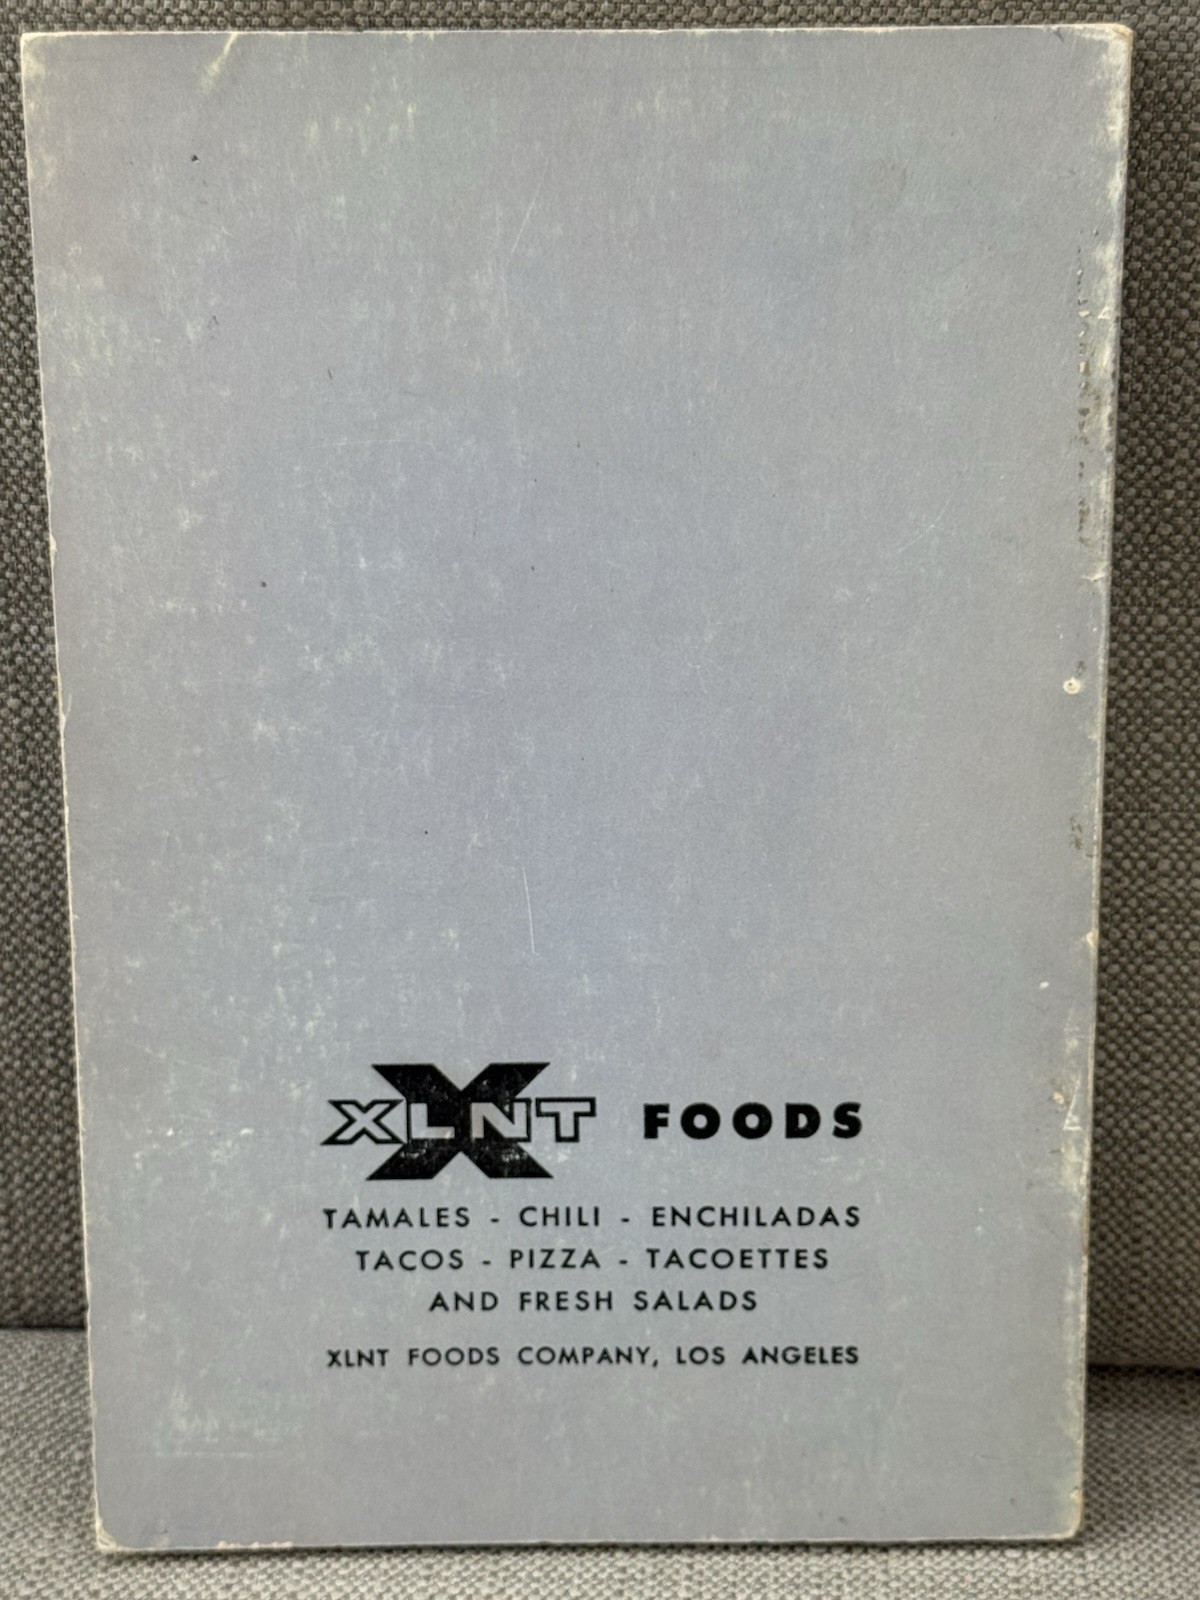 XLNT FOODS
TAMALES - CHILI - ENCHILADAS
TACOS - PIZZA - TACOETTES
AND FRESH SALADS
XLNT FOODS COMPANY, LOS ANGELES